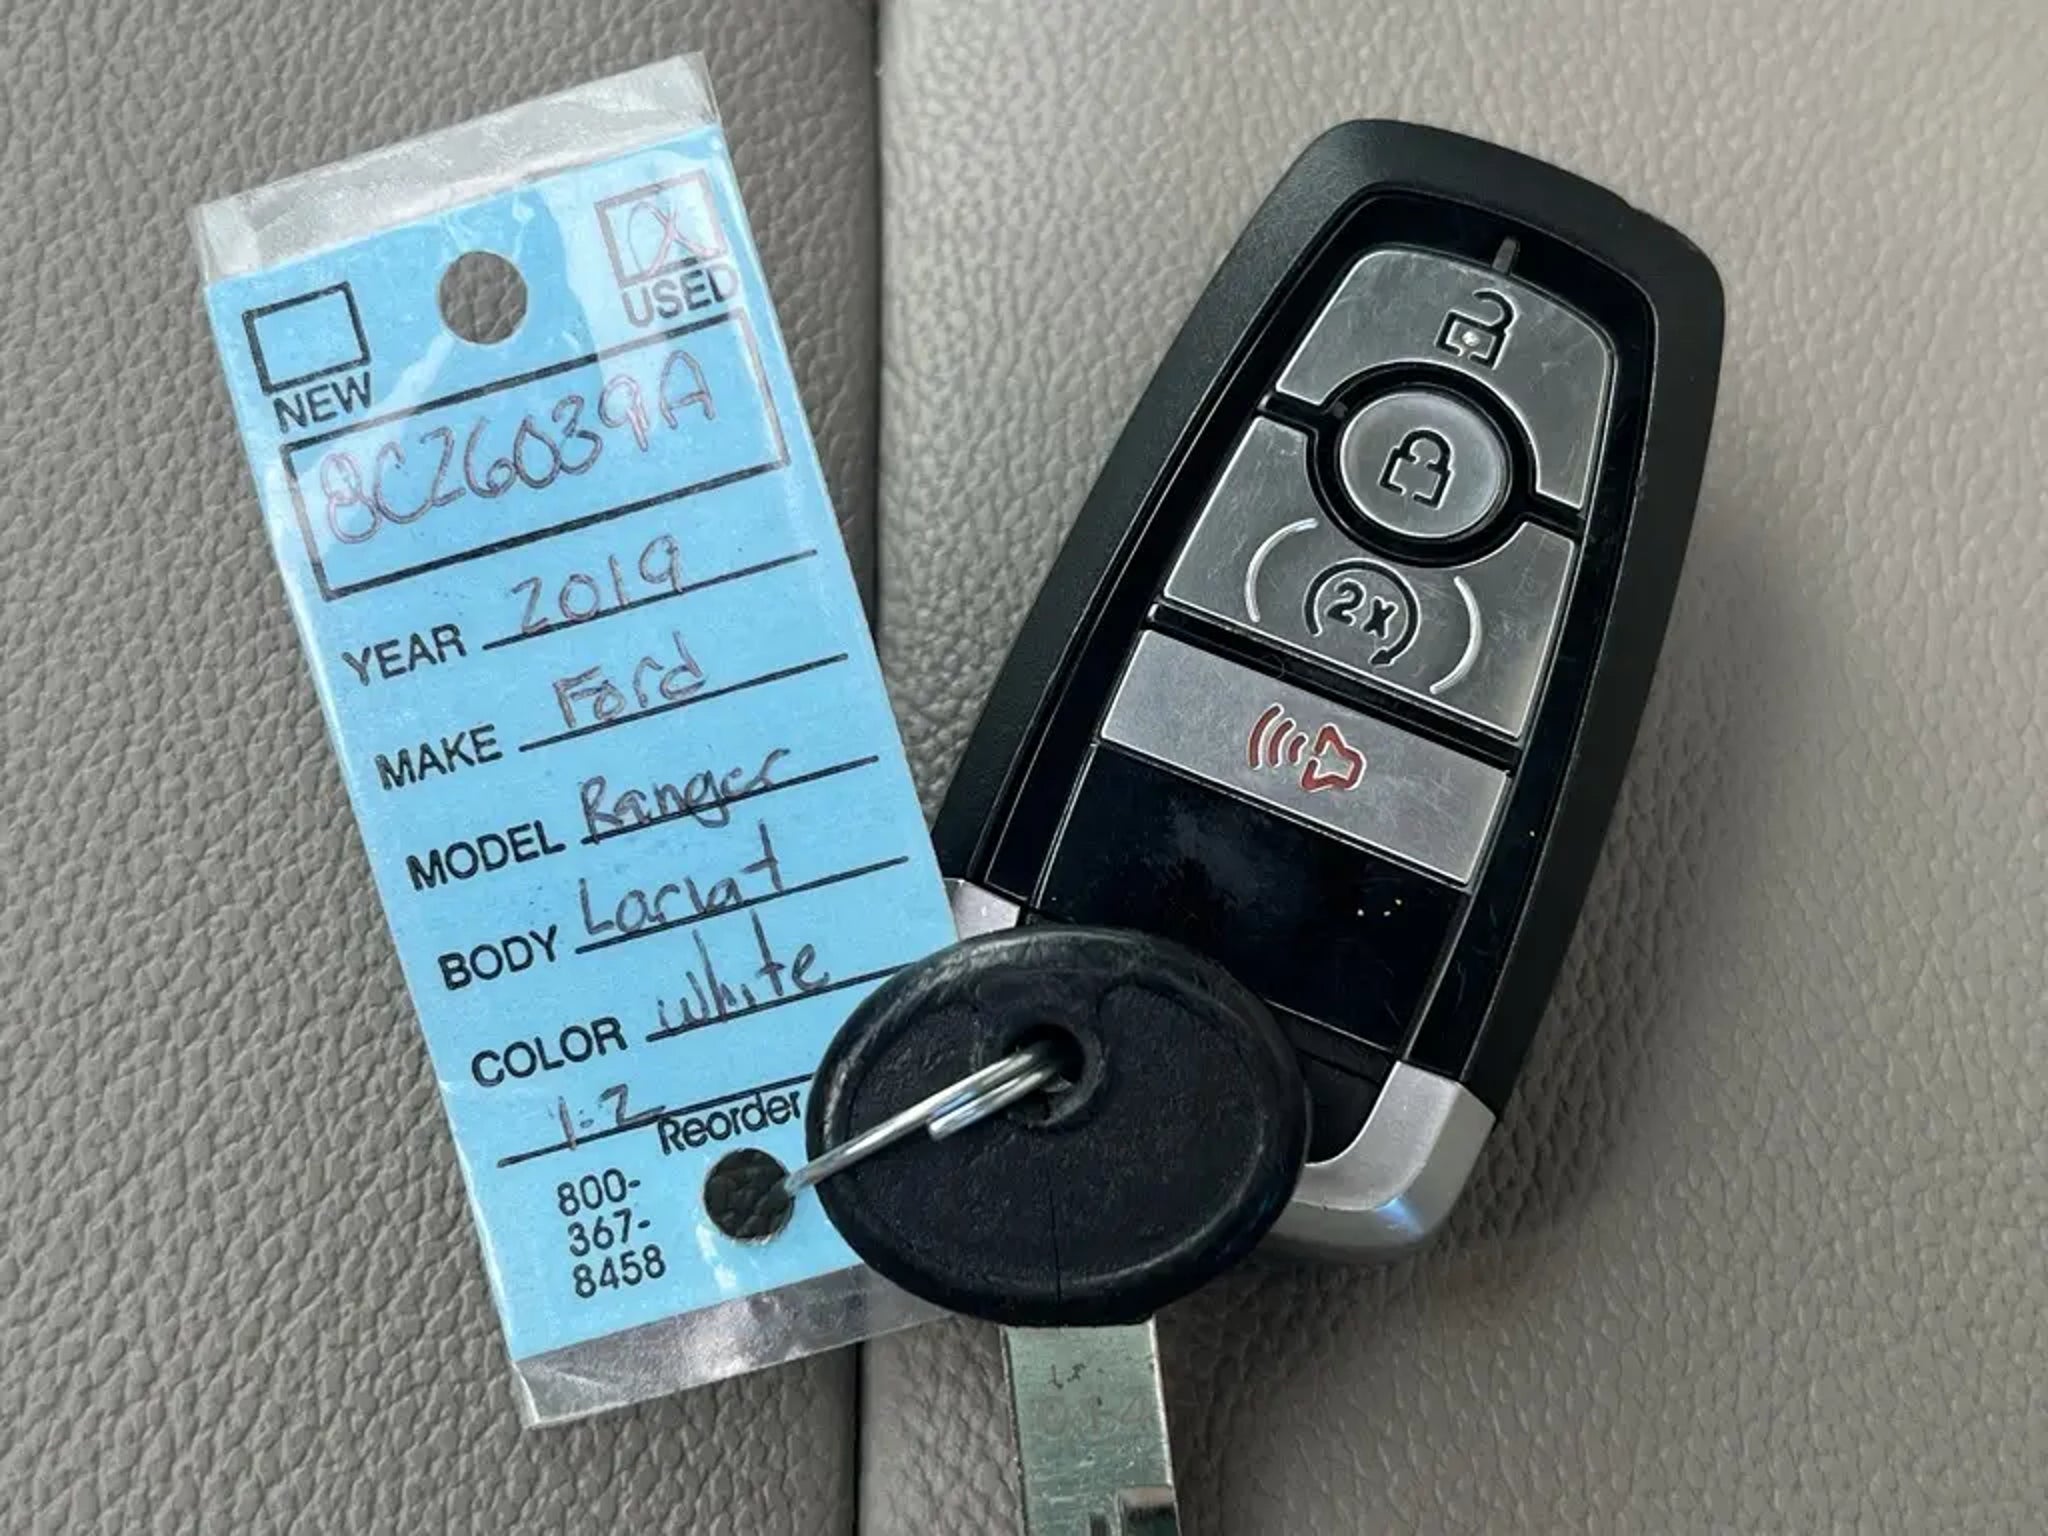 NEW
X
USED
8CZ6039A
YEAR 2019
MAKE Ford
MODEL Ranger
BODY Lariat
COLOR White
1-2
Reorder
800-
367-
8458
2x